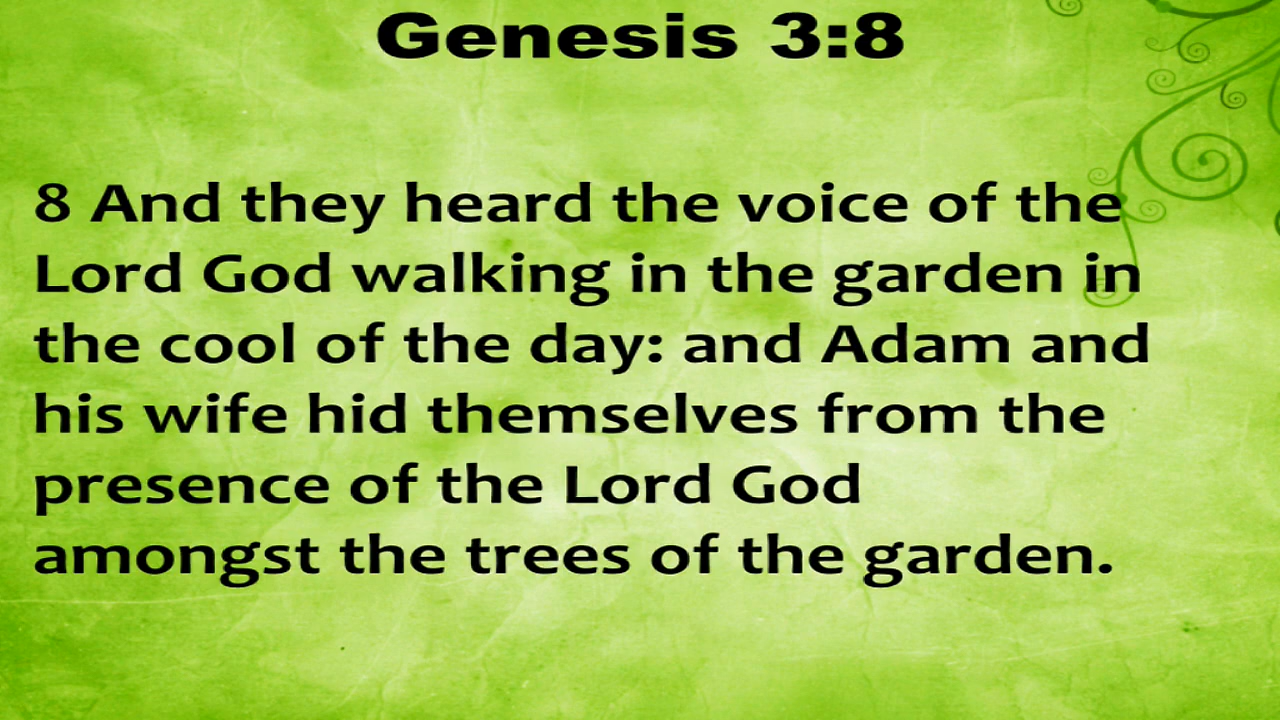 Genesis 3:8
8 And they heard the voice of the
Lord God walking in the garden in
the cool of the day: and Adam and
his wife hid themselves from the
presence of the Lord God
amongst the trees of the garden.